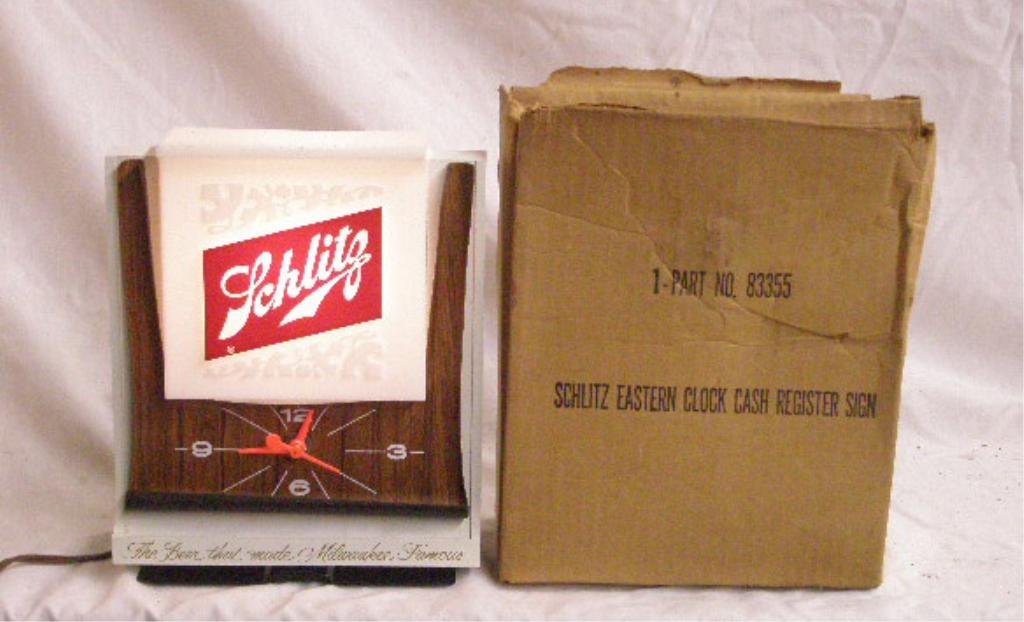 Schlitz
12
9
3
6
The Beer that made Milwaukee Famous
1-PART NO. 83355
SCHLITZ EASTERN CLOCK CASH REGISTER SIGN